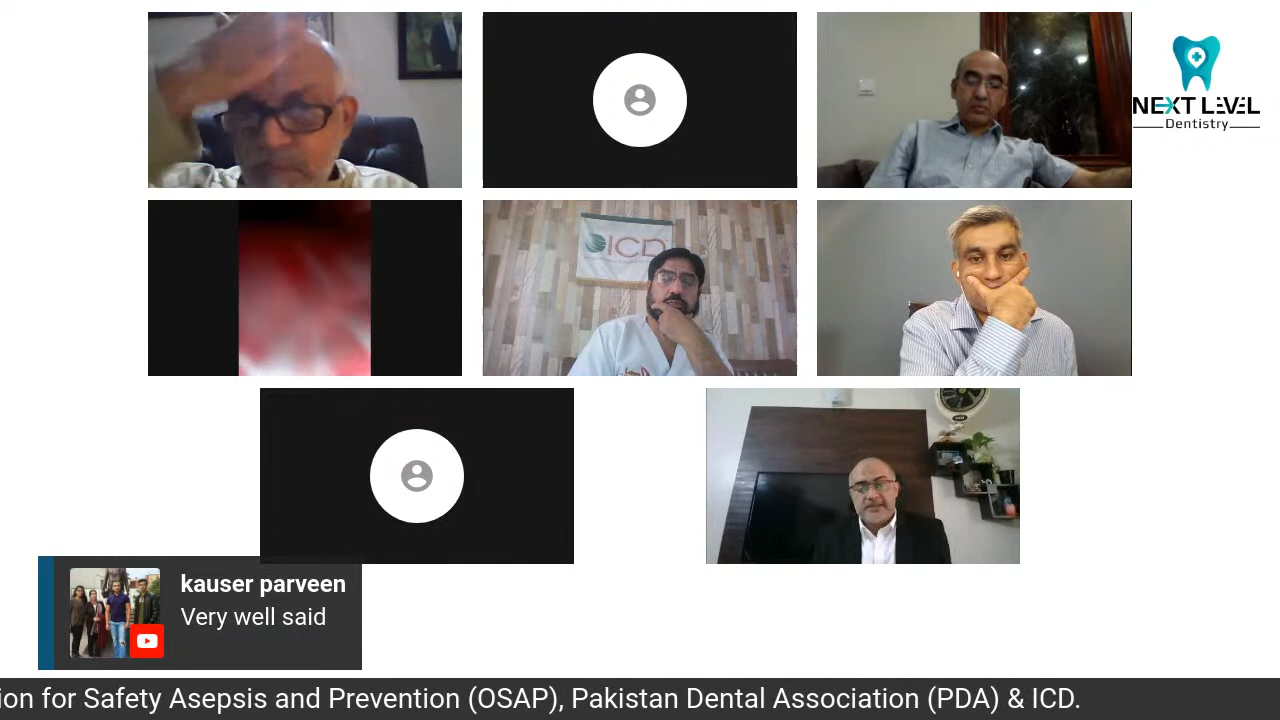 NEXT LEVEL
Dentistry
ICD
kauser parveen
Very well said
ion for Safety Asepsis and Prevention (OSAP), Pakistan Dental Association (PDA) & ICD.